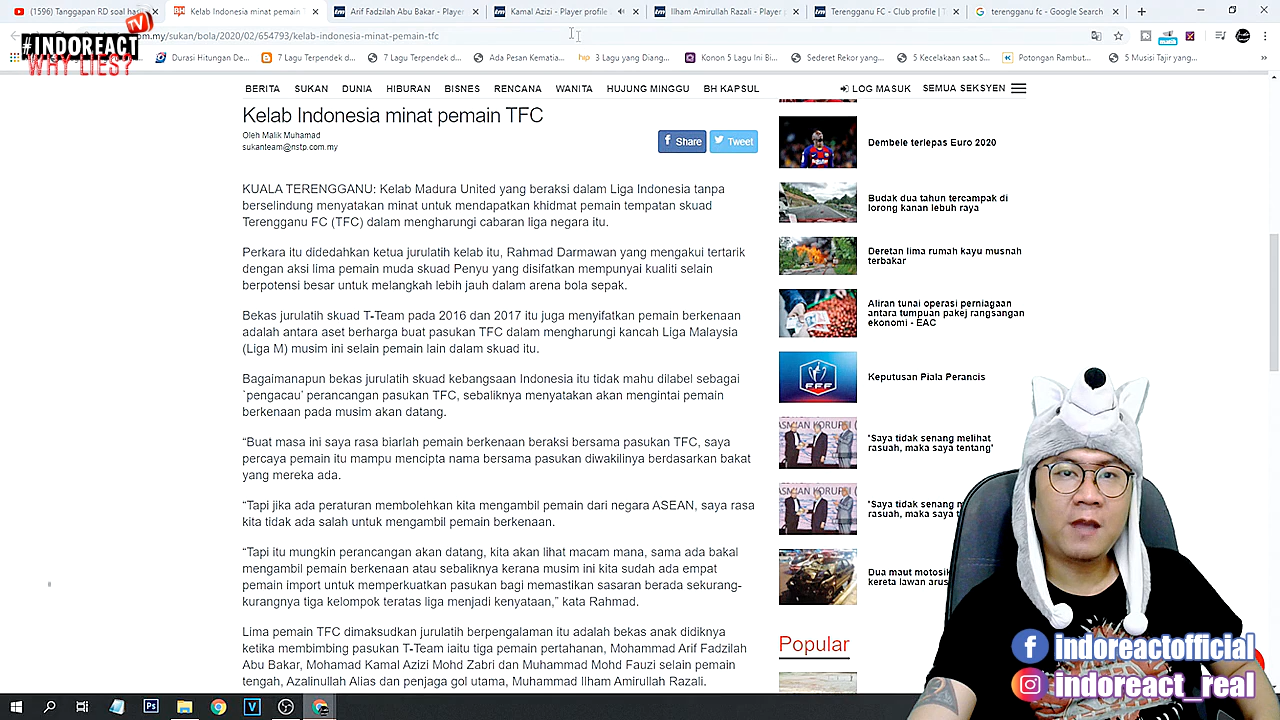 (1596) Tanggapan RD soal has
Kelab Indonesia minat pemain T
Arif Fadzilah Abu Bakar - Player
Kamal Azizi - Player profile
Ilham Amirullah Razali - Player
Terengganu FC - Club profile | T
terengganu fc - Google Search
#INDOREACT
TV
WHY LIES?
.my/sukan/bola/2020/02/654793/kelab-indonesia-minat-pemain-tfc
Durasi Hitungan De...
7 Lagu Terpendek d...
7 Lagu Terpendek...
Ada Setan Kematia...
3 Lagu yang Diang...
Konon 5 Lagu Ini B...
Sederet Rekor yang...
5 Kecelakaan saat S...
Potongan Rambut...
5 Musisi Tajir yang...
BERITA SUKAN DUNIA HIBURAN BISNES RENCANA WANITA HUJUNG MINGGU BH KAPSUL LOG MASUK SEMUA SEKSYEN
Kelab Indonesia minat pemain TFC
Oleh Malik Muhamad
sukanteam@nstp.com.my
Share
Tweet
KUALA TERENGGANU: Kelab Madura United yang beraksi dalam Liga Indonesia tanpa
berselindung menyatakan minat untuk mendapatkan khidmat pemain tempatan skuad
Terengganu FC (TFC) dalam mengharungi cabaran liga negara itu.
Perkara itu didedahkan ketua jurulatih kelab itu, Rahmad Darmawan yang mengakui tertarik
dengan aksi lima pemain muda skuad Penyu yang disifatkan mempunyai kualiti selain
berpotensi besar untuk melangkah lebih jauh dalam arena bola sepak.
Bekas jurulatih skuad T-Team pada 2016 dan 2017 itu juga menyifatkan pemain berkenaan
adalah antara aset berharga buat pasukan TFC dalam mengharungi kancah Liga Malaysia
(Liga M) musim ini selain pemain lain dalam skuad itu.
Bagaimanapun bekas jurulatih skuad kebangsaan Indonesia itu tidak mahu dilabel sebagai
`pengacau' perancangan pasukan TFC, sebaliknya menyatakan akan mengintai pemain
berkenaan pada musim akan datang.
“Buat masa ini saya rasa biarlah pemain berkenaan beraksi bersama pasukan TFC, saya
percaya pemain itu mampu mencipta nama bersama pasukan diwakilinya berdasarkan bakat
yang mereka ada.
“Tapi jika ada peraturan membolehkan kita mengambil pemain dari negara ASEAN, saya rasa
kita tidak ada salah untuk mengambil pemain berkenaan.
“Tapi itu mungkin perancangan akan datang, kita akan lihat macam mana, sama ada bakal
mengambil pemain berkenaan atau sebaliknya kerana musim ini kita sudah ada empat
pemain import untuk memperkuatkan pasukan bagi memastikan sasaran berada sekurang-
kurangnya tiga kelompok teratas liga menjadi kenyataan,” kata Rahmad.
Lima pemain TFC dimaksudkan jurulatih berpengalaman itu adalah bekas anak didiknya
ketika membimbing pasukan T-Team iaitu tiga pemain pertahanan, Mohammad Arif Fadzilah
Abu Bakar, Mohamad Kamal Azizi Mohd Zabri dan Muhammad Mohd Fauzi selain pemain
tengah, Azalinullah Alias dan penjaga gol utama, Muhammad Ilham Amirullah Razali.
Dembele terlepas Euro 2020
Budak dua tahun tercampak di
lorong kanan lebuh raya
Deretan lima rumah kayu musnah
terbakar
Aliran tunai operasi perniagaan
antara tumpuan pakej rangsangan
ekonomi - EAC
FFF
Keputusan Piala Perancis
'Saya tidak senang melihat
rasuah, maka saya tentang'
'Saya tidak senang m
rasuah, maka saya t
Dua maut motosik
kereta lawan arus
Popular
indoreactofficial
indoreact_real